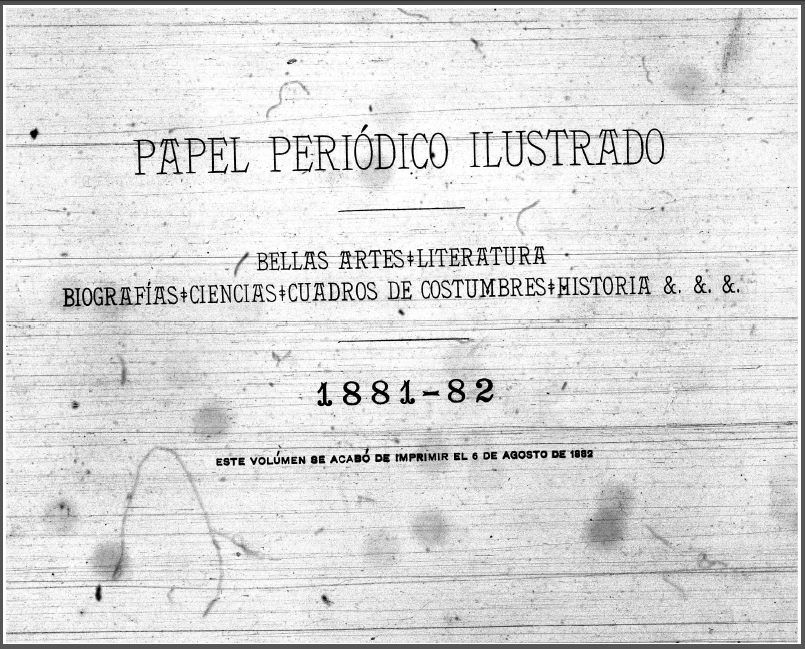 PAPEL PERIÓDICO ILUSTRADO
BELLAS ARTES‡LITERATURA
BIOGRAFÍAS‡CIENCIAS‡CUADROS DE COSTUMBRES‡HISTORIA &. &. &.
1881-82
ESTE VOLÚMEN SE ACABÓ DE IMPRIMIR EL 6 DE AGOSTO DE 1882